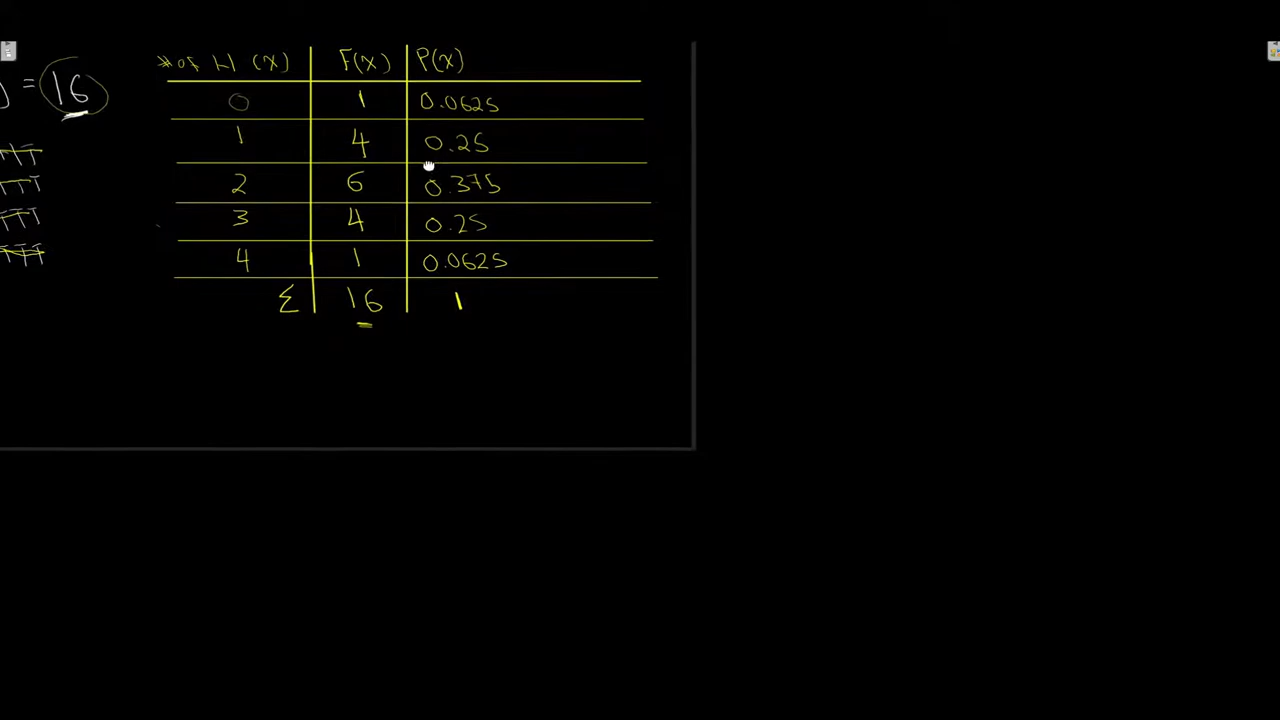 # of H (X) F(X) P(X)
) = 16
0 1 0.0625
1 4 0.25
2 6 0.375
3 4 0.25
4 1 0.0625
Σ 16 1